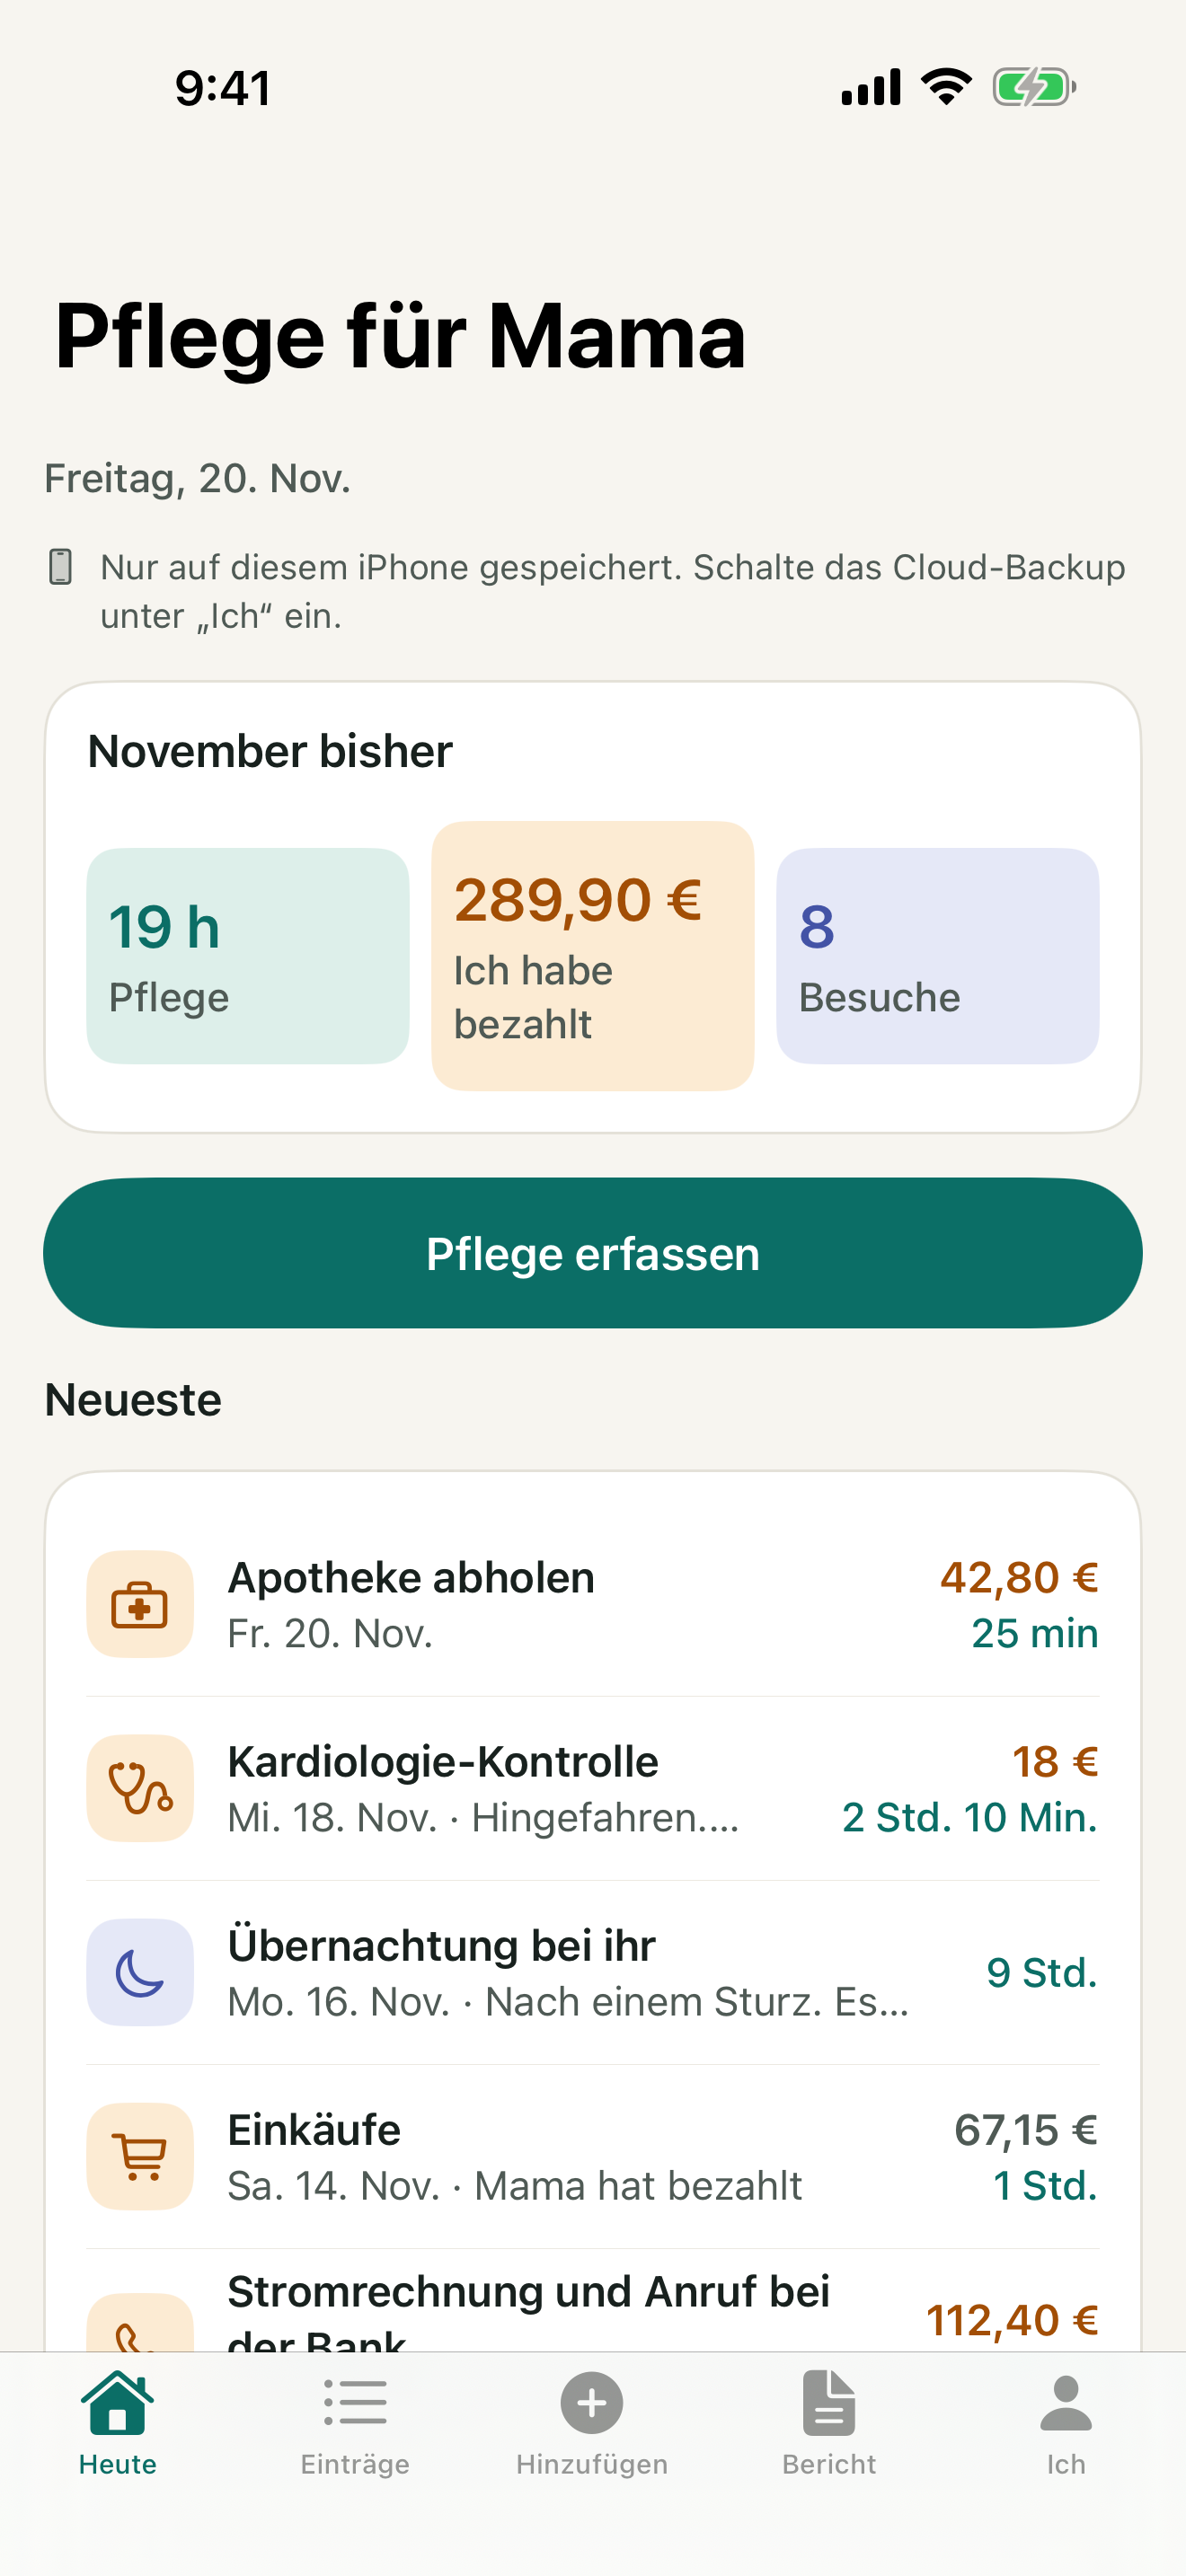 9:41
Pflege für Mama
Freitag, 20. Nov.
Nur auf diesem iPhone gespeichert. Schalte das Cloud-Backup
unter „Ich“ ein.
November bisher
19 h
Pflege
289,90 €
Ich habe
bezahlt
8
Besuche
Pflege erfassen
Neueste
Apotheke abholen
42,80 €
Fr. 20. Nov.
25 min
Kardiologie-Kontrolle
18 €
Mi. 18. Nov. · Hingefahren....
2 Std. 10 Min.
Übernachtung bei ihr
Mo. 16. Nov. · Nach einem Sturz. Es...
9 Std.
Einkäufe
67,15 €
Sa. 14. Nov. · Mama hat bezahlt
1 Std.
Stromrechnung und Anruf bei
der Bank
112,40 €
Heute
Einträge
Hinzufügen
Bericht
Ich